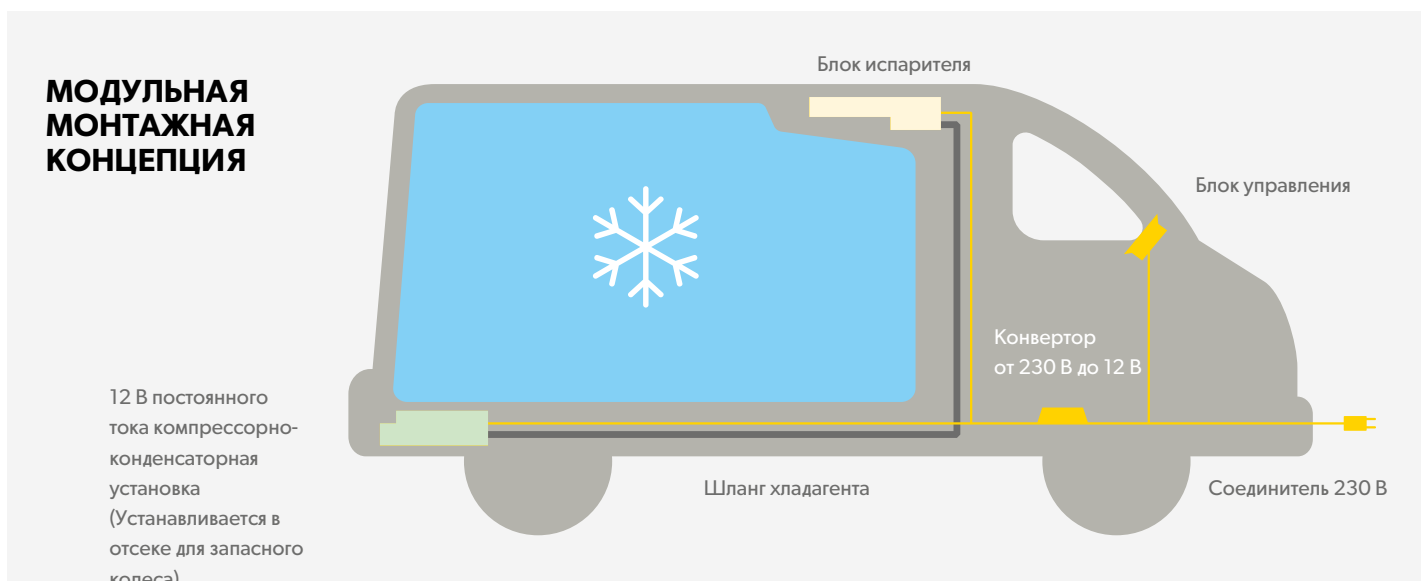 МОДУЛЬНАЯ
МОНТАЖНАЯ
КОНЦЕПЦИЯ
Блок испарителя
Блок управления
Конвертор
от 230 В до 12 В
12 В постоянного
тока компрессорно-
конденсаторная
установка
(Устанавливается в
отсеке для запасного
колеса)
Шланг хладагента
Соединитель 230 В